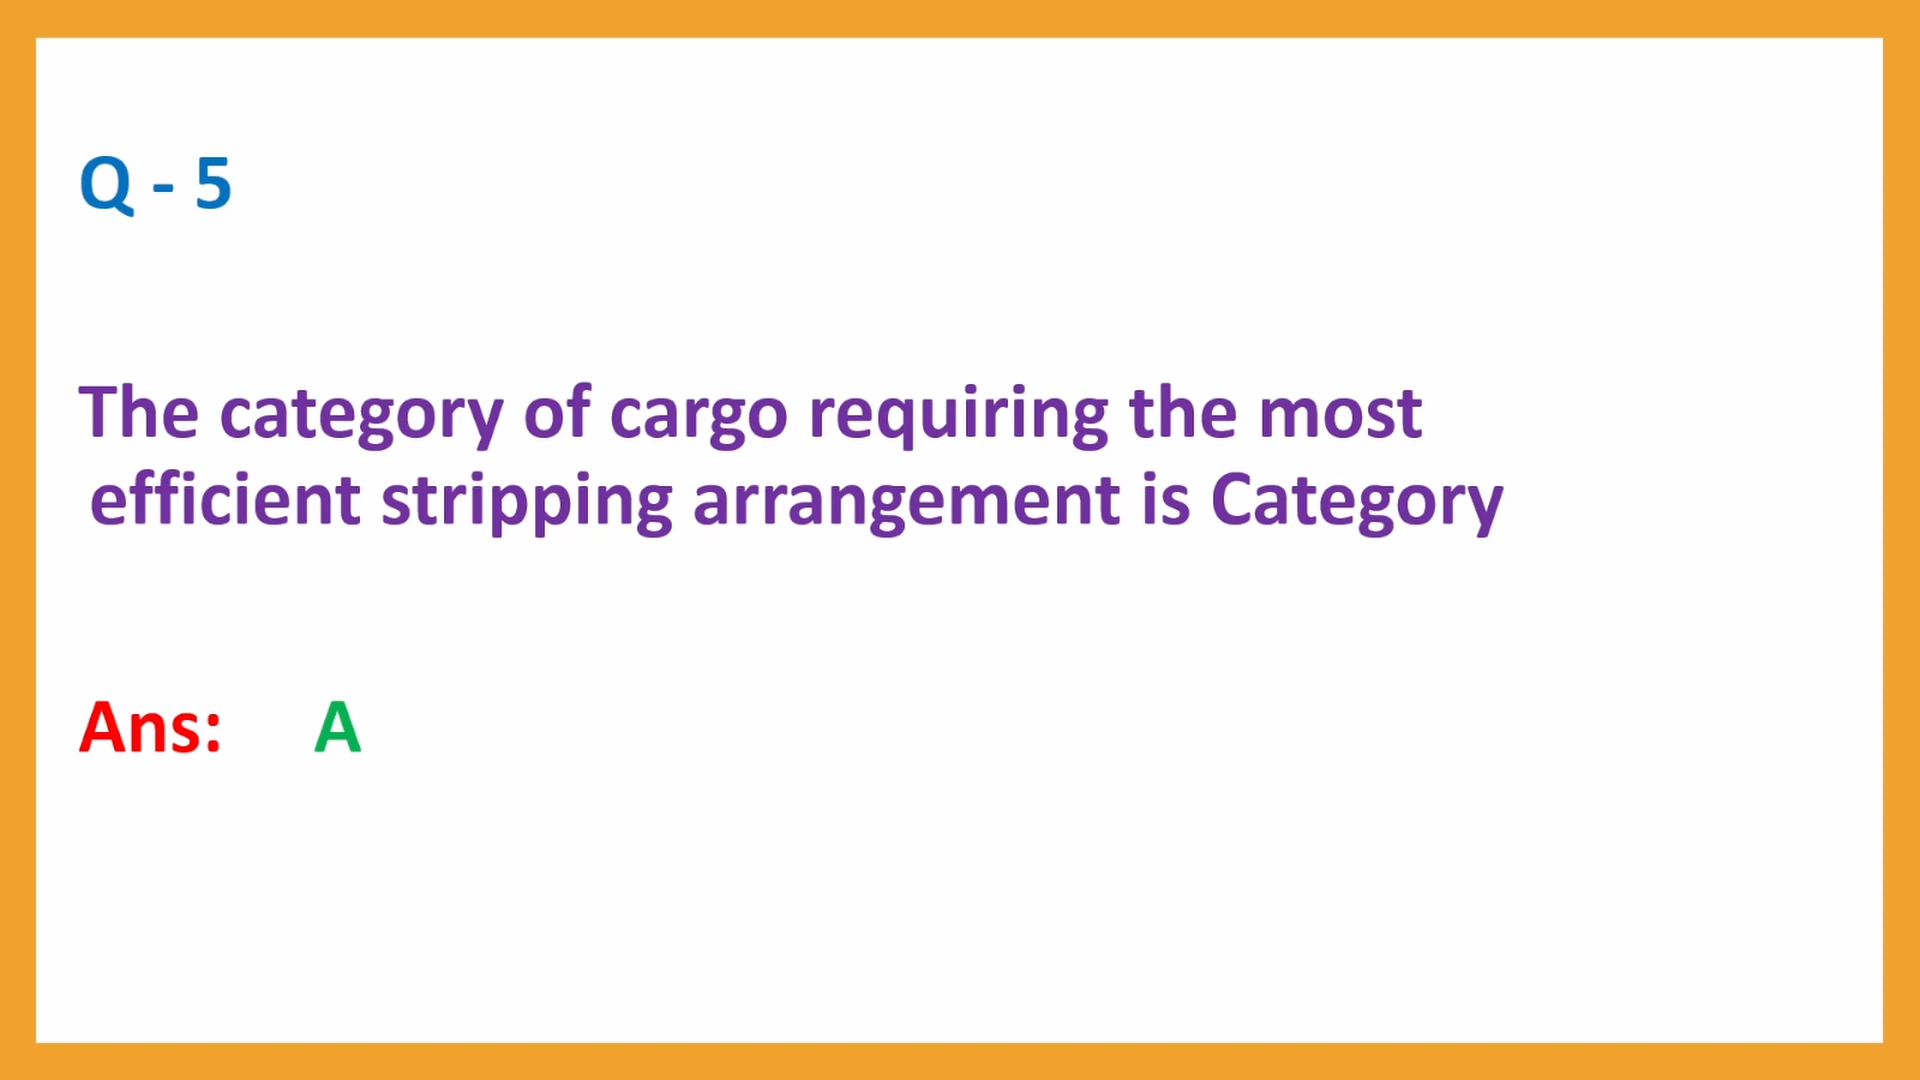 Q - 5
The category of cargo requiring the most
efficient stripping arrangement is Category
Ans: A